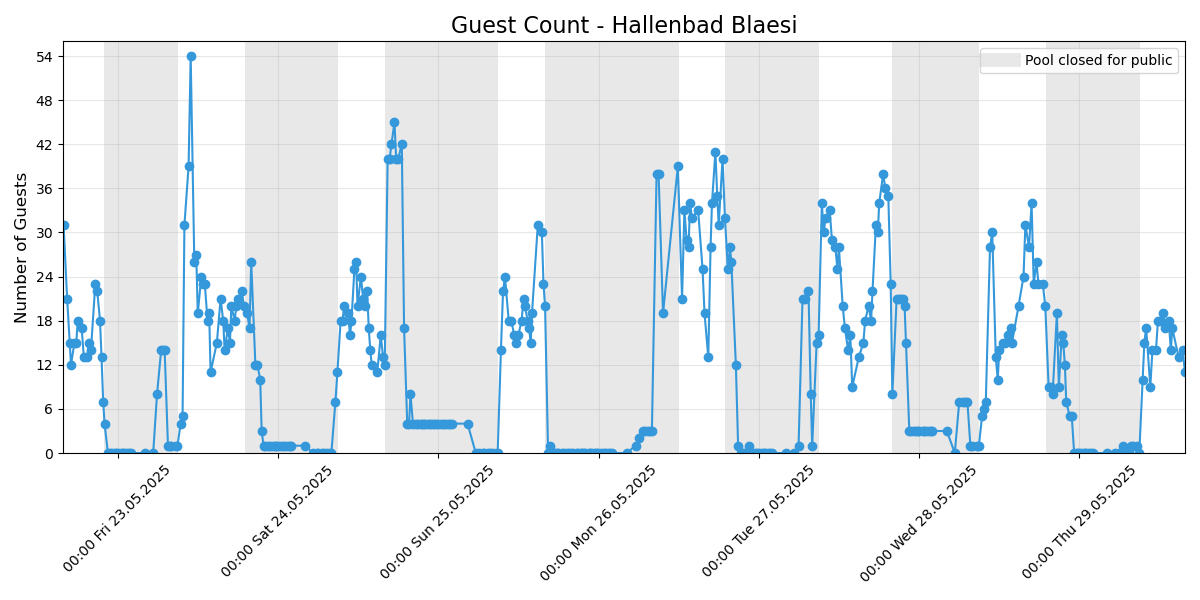 Guest Count - Hallenbad Blaesi
Pool closed for public
Number of Guests
54
48
42
36
30
24
18
12
6
0
00:00 Fri 23.05.2025
00:00 Sat 24.05.2025
00:00 Sun 25.05.2025
00:00 Mon 26.05.2025
00:00 Tue 27.05.2025
00:00 Wed 28.05.2025
00:00 Thu 29.05.2025